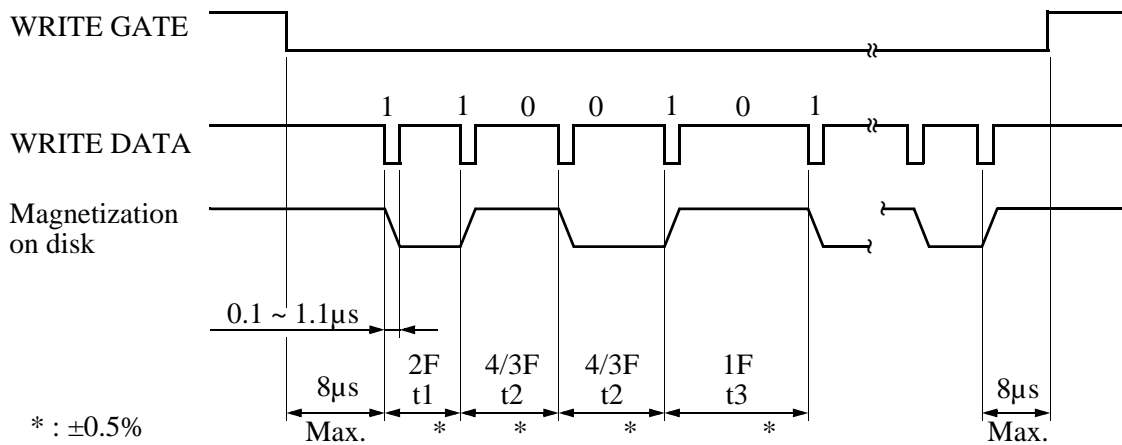 WRITE GATE
1 1 0 0 1 0 1
WRITE DATA
Magnetization
on disk
0.1 ~ 1.1µs
2F 4/3F 4/3F 1F
8µs t1 t2 t2 t3 8µs
* : ±0.5% Max. * * * * Max.